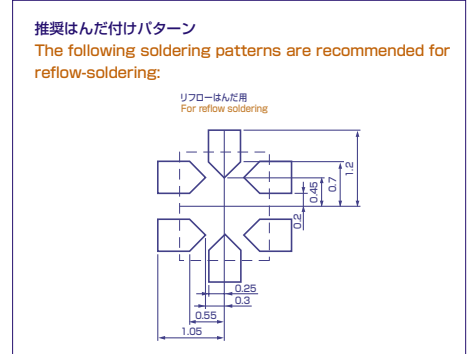 推奨はんだ付けパターン
The following soldering patterns are recommended for
reflow-soldering:
リフローはんだ用
For reflow soldering
1.2
0.7
0.45
0.2
0.25
0.3
0.55
1.05